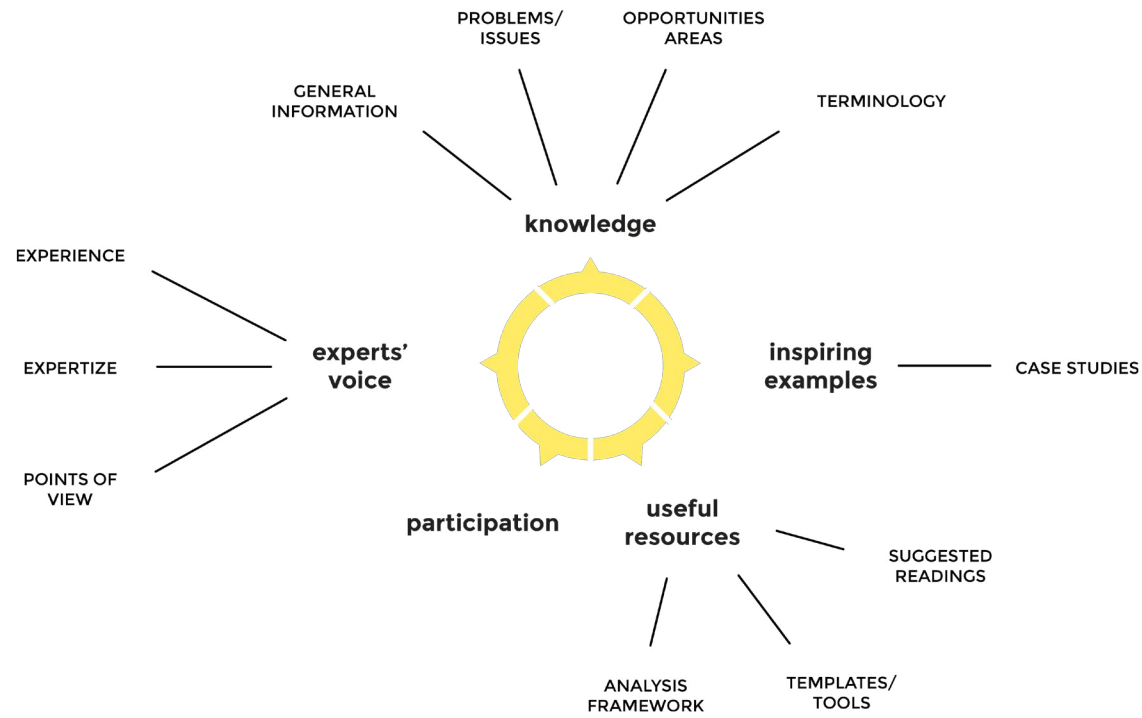 PROBLEMS/
ISSUES
OPPORTUNITIES
AREAS
GENERAL
INFORMATION
TERMINOLOGY
knowledge
EXPERIENCE
EXPERTIZE
POINTS OF
VIEW
experts’
voice
inspiring
examples
CASE STUDIES
participation
useful
resources
SUGGESTED
READINGS
ANALYSIS
FRAMEWORK
TEMPLATES/
TOOLS